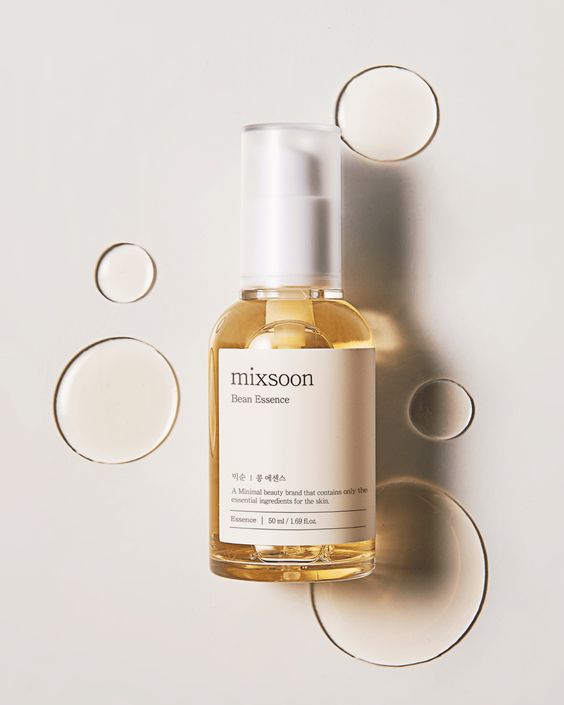 mixsoon
Bean Essence
믹순 | 콩 에센스
A Minimal beauty brand that contains only the
essential ingredients for the skin.
Essence | 50 ml / 1.69 fl.oz.